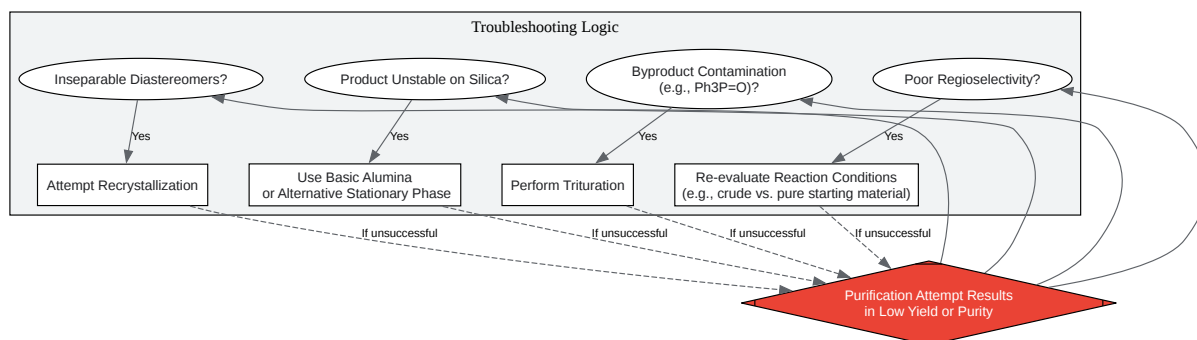 Troubleshooting Logic
Inseparable Diastereomers?
Product Unstable on Silica?
Byproduct Contamination
(e.g., Ph3P=O)?
Poor Regioselectivity?
Yes
Yes
Yes
Yes
Attempt Recrystallization
Use Basic Alumina
or Alternative Stationary Phase
Perform Trituration
Re-evaluate Reaction Conditions
(e.g., crude vs. pure starting material)
If unsuccessful
If unsuccessful
If unsuccessful
If unsuccessful
Purification Attempt Results
in Low Yield or Purity